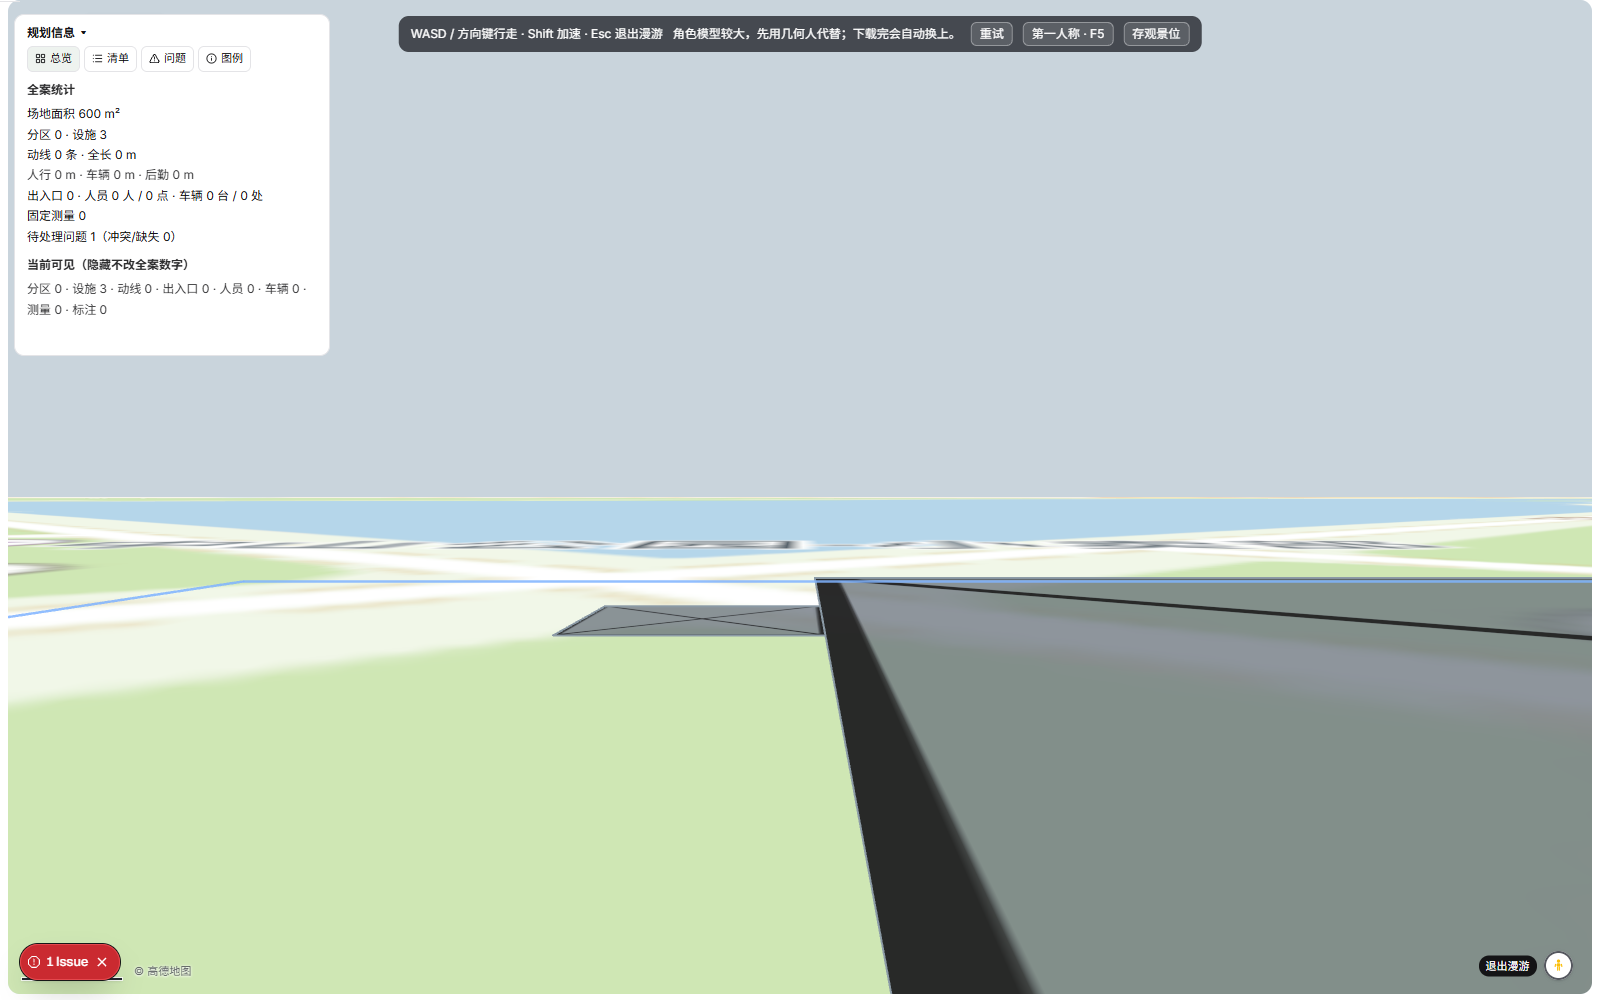 规划信息
总览 清单 问题 图例
全案统计
场地面积 600 m²
分区 0 · 设施 3
动线 0 条 · 全长 0 m
人行 0 m · 车辆 0 m · 后勤 0 m
出入口 0 · 人员 0 人 / 0 点 · 车辆 0 台 / 0 处
固定测量 0
待处理问题 1（冲突/缺失 0）
当前可见（隐藏不改全案数字）
分区 0 · 设施 3 · 动线 0 · 出入口 0 · 人员 0 · 车辆 0 ·
测量 0 · 标注 0
WASD / 方向键行走 · Shift 加速 · Esc 退出漫游 角色模型较大，先用几何人代替；下载完会自动换上。 重试 第一人称 · F5 存观景位
1 Issue
© 高德地图
退出漫游